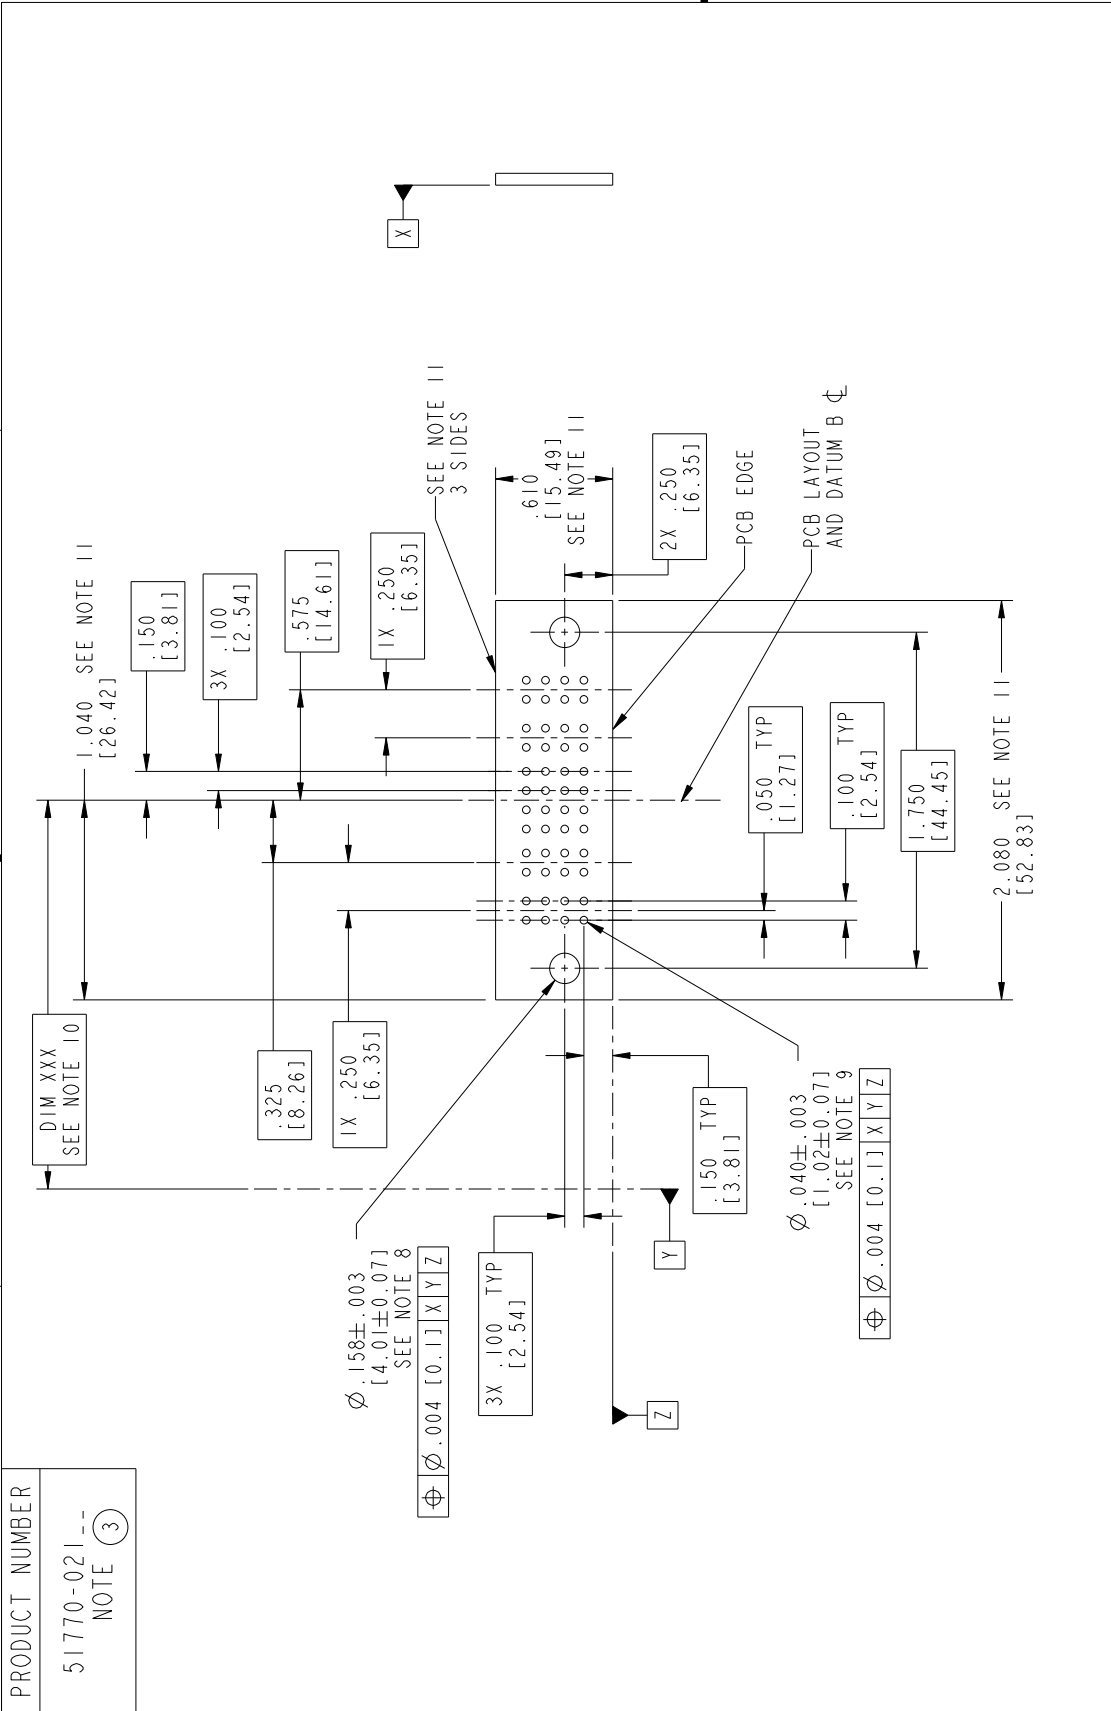 PRODUCT NUMBER
51770-021__
NOTE 3
DIM XXX
SEE NOTE 10
1.040 SEE NOTE 11
[26.42]
.150
[3.81]
3X .100
[2.54]
.575
[14.61]
1X .250
[6.35]
.325
[8.26]
1X .250
[6.35]
SEE NOTE 11
3 SIDES
X
Ø.158±.003
[4.01±0.07]
SEE NOTE 8
⌖ Ø.004 [0.1] X Y Z
3X .100 TYP
[2.54]
.610
[15.49]
SEE NOTE 11
2X .250
[6.35]
PCB EDGE
PCB LAYOUT
AND DATUM B ℄
Z
Y
.150 TYP
[3.81]
.050 TYP
[1.27]
.100 TYP
[2.54]
Ø.040±.003
[1.02±0.07]
SEE NOTE 9
⌖ Ø.004 [0.1] X Y Z
1.750
[44.45]
2.080 SEE NOTE 11
[52.83]